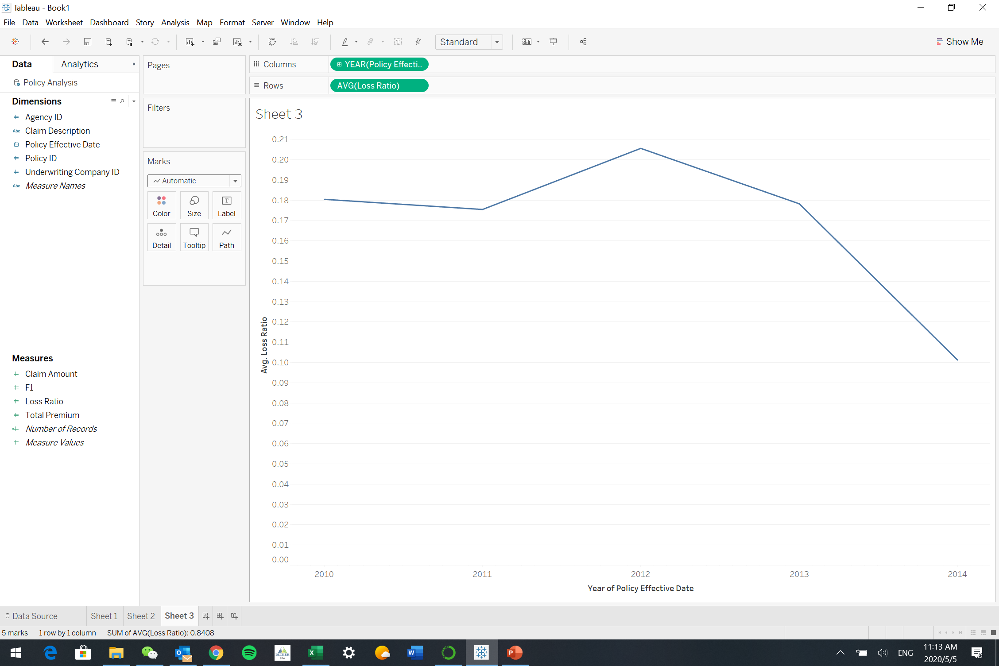 Tableau - Book1
File Data Worksheet Dashboard Story Analysis Map Format Server Window Help
Standard
Show Me
Data Analytics
Policy Analysis
Dimensions
Agency ID
Abc Claim Description
Policy Effective Date
Policy ID
Underwriting Company ID
Abc Measure Names
Measures
Claim Amount
F1
Loss Ratio
Total Premium
Number of Records
Measure Values
Pages
Filters
Marks
Automatic
Color Size Label
Detail Tooltip Path
Columns YEAR(Policy Effecti..
Rows AVG(Loss Ratio)
Sheet 3
0.21
0.20
0.19
0.18
0.17
0.16
0.15
0.14
0.13
0.12
0.11
0.10
0.09
0.08
0.07
0.06
0.05
0.04
0.03
0.02
0.01
0.00
Avg. Loss Ratio
2010 2011 2012 2013 2014
Year of Policy Effective Date
Data Source Sheet 1 Sheet 2 Sheet 3
5 marks 1 row by 1 column SUM of AVG(Loss Ratio): 0.8408
BECKER
CPA
ENG
11:13 AM
2020/5/5